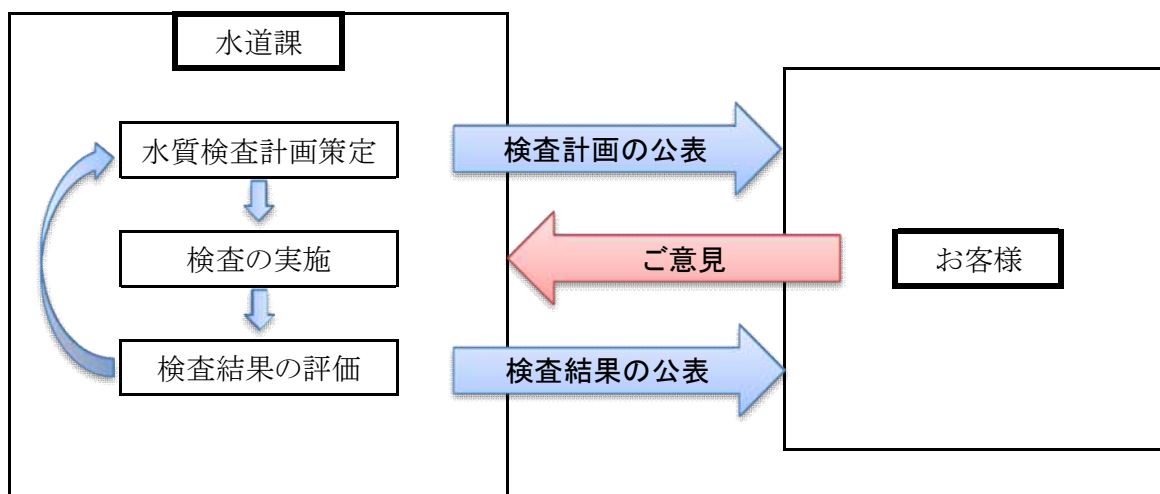 水道課
水質検査計画策定
検査計画の公表
検査の実施
ご意見
お客様
検査結果の評価
検査結果の公表